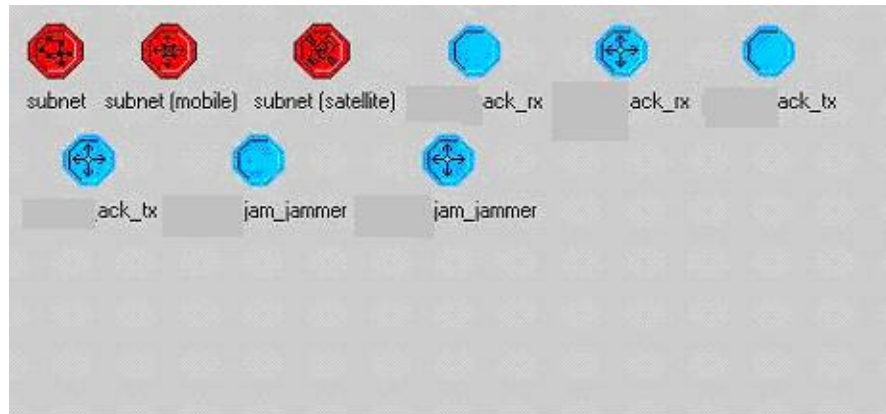 subnet subnet (mobile) subnet (satellite) ack_rx ack_rx ack_tx
ack_tx jam_jammer jam_jammer